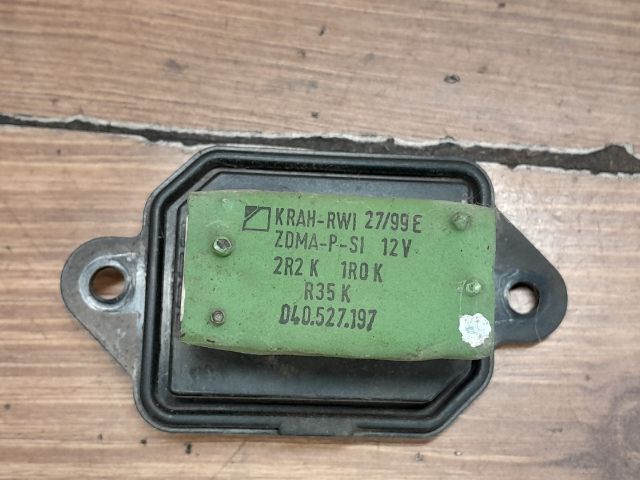 KRAH-RWI 27/99 E
ZDMA-P-SI 12V
2R2 K 1R0 K
R35 K
040.527.197